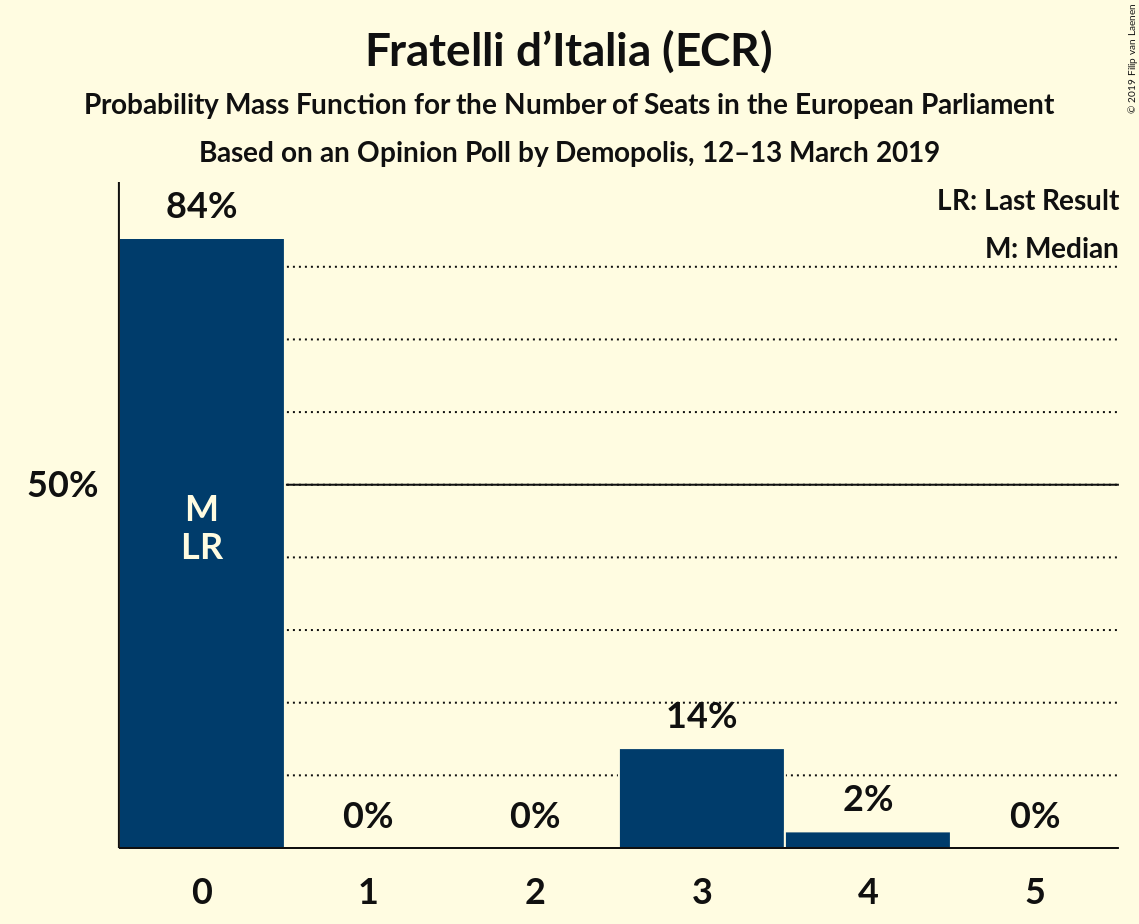 Fratelli d’Italia (ECR)
Probability Mass Function for the Number of Seats in the European Parliament
Based on an Opinion Poll by Demopolis, 12–13 March 2019
© 2019 Filip van Laenen
LR: Last Result
M: Median
84%
50%
M
LR
0%
0%
14%
2%
0%
0
1
2
3
4
5